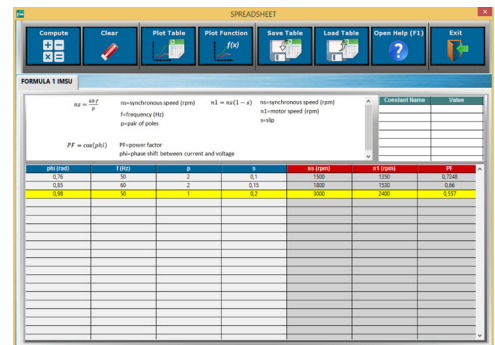 SPREADSHEET
Compute
Clear
Plot Table
Plot Function
f(x)
Save Table
Load Table
Open Help (F1)
?
Exit
FORMULA 1 IMSU
ns = 60·f / p
ns=synchronous speed (rpm)
f=frequency (Hz)
p=pair of poles
n1 = ns(1 − s)
ns=synchronous speed (rpm)
n1=motor speed (rpm)
s=slip
PF = cos(phi)
PF=power factor
phi=phase shift between current and voltage
Constant Name Value
phi (rad) f (Hz) p s ns (rpm) n1 (rpm) PF
0,76 50 2 0,1 1500 1350 0,7248
0,85 60 2 0,15 1800 1530 0,66
0,98 50 1 0,2 3000 2400 0,557